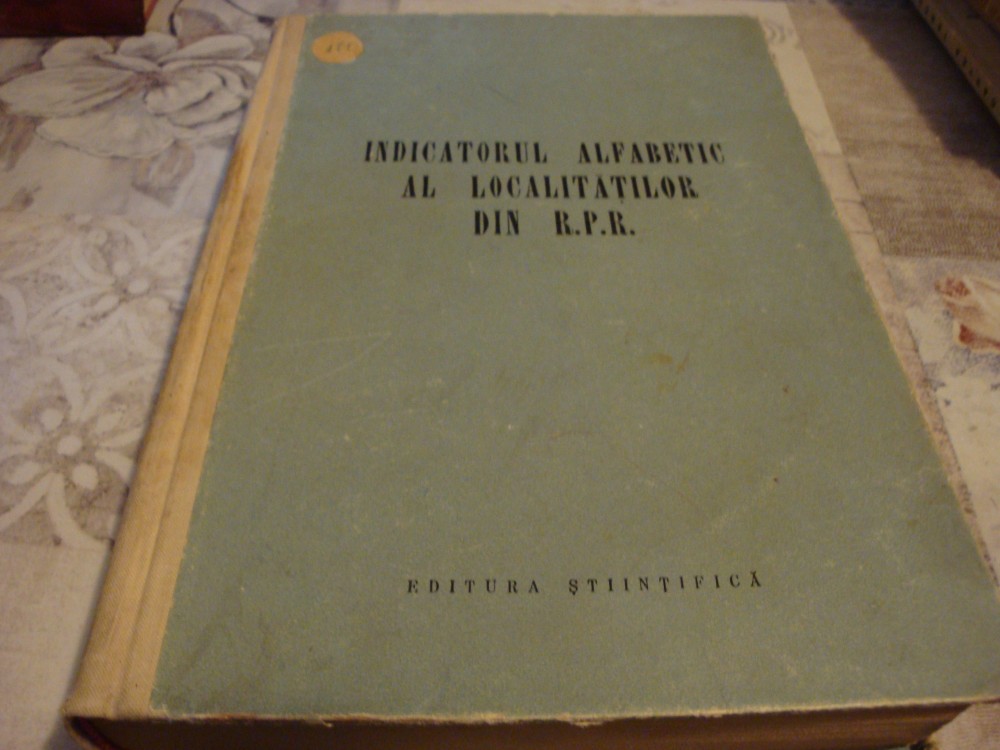 INDICATORUL ALFABETIC
AL LOCALITĂȚILOR
DIN R.P.R.
EDITURA ȘTIINȚIFICĂ